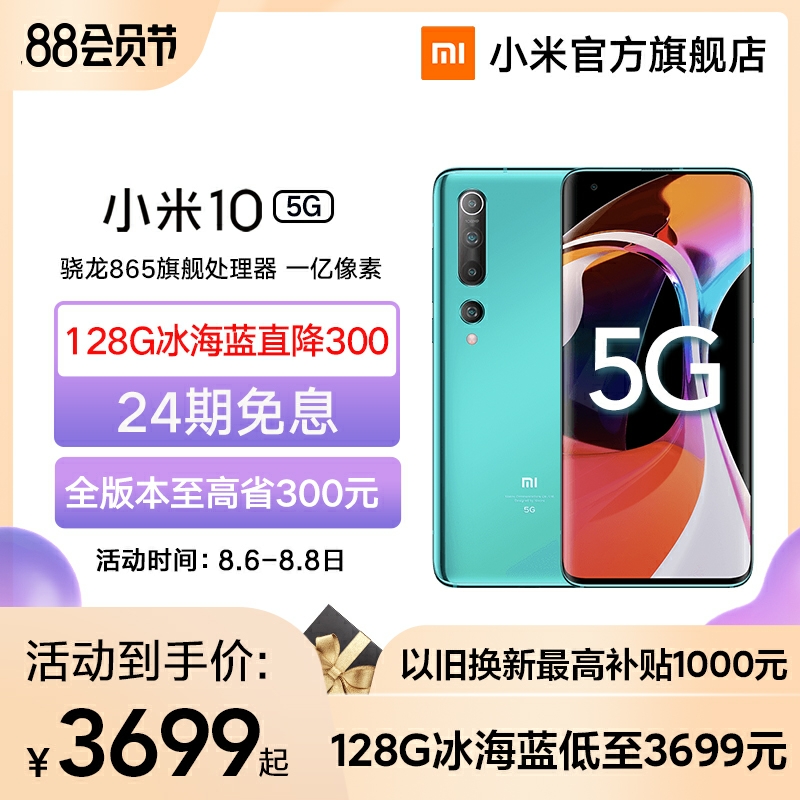 88会员节
小米官方旗舰店
小米10 5G
骁龙865旗舰处理器 一亿像素
128G冰海蓝直降300
24期免息
全版本至高省300元
活动时间：8.6-8.8日
5G
5G
活动到手价：
¥3699起
以旧换新最高补贴1000元
128G冰海蓝低至3699元